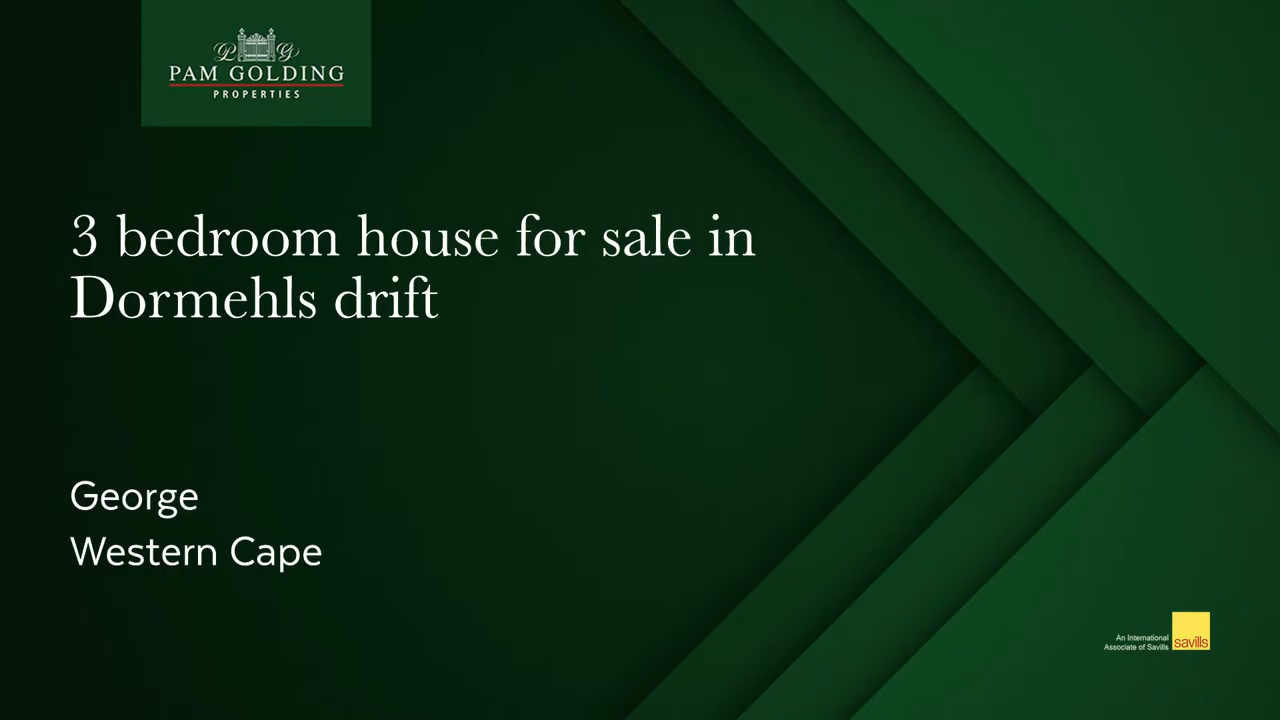 P G
PAM GOLDING
PROPERTIES
3 bedroom house for sale in
Dormehls drift
George
Western Cape
An International
Associate of Savills
savills